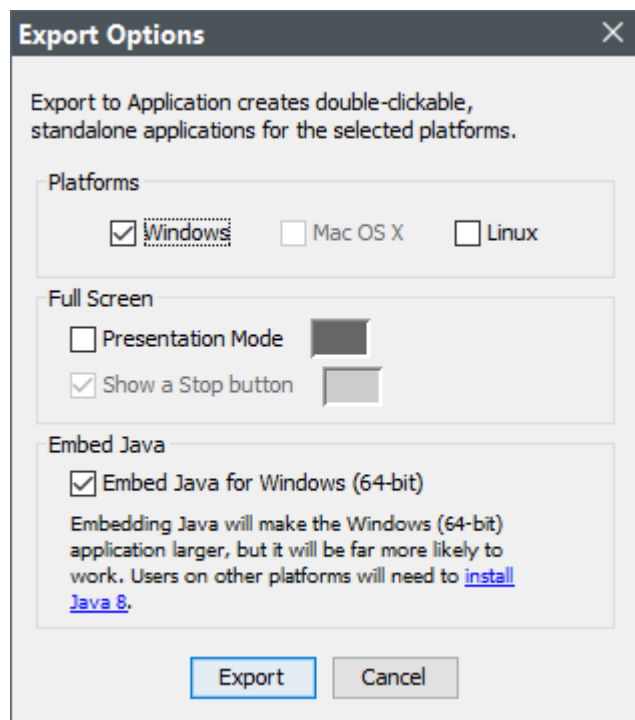 Export Options
Export to Application creates double-clickable,
standalone applications for the selected platforms.
Platforms
Windows Mac OS X Linux
Full Screen
Presentation Mode
Show a Stop button
Embed Java
Embed Java for Windows (64-bit)
Embedding Java will make the Windows (64-bit)
application larger, but it will be far more likely to
work. Users on other platforms will need to install
Java 8.
Export Cancel